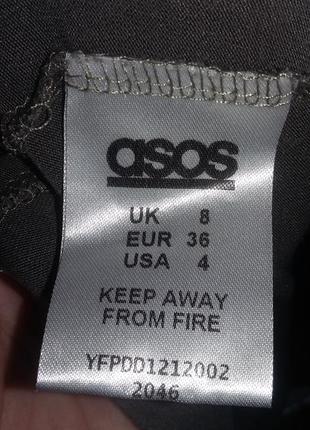 asos
UK 8
EUR 36
USA 4
KEEP AWAY
FROM FIRE
YFPDD1212002
2046